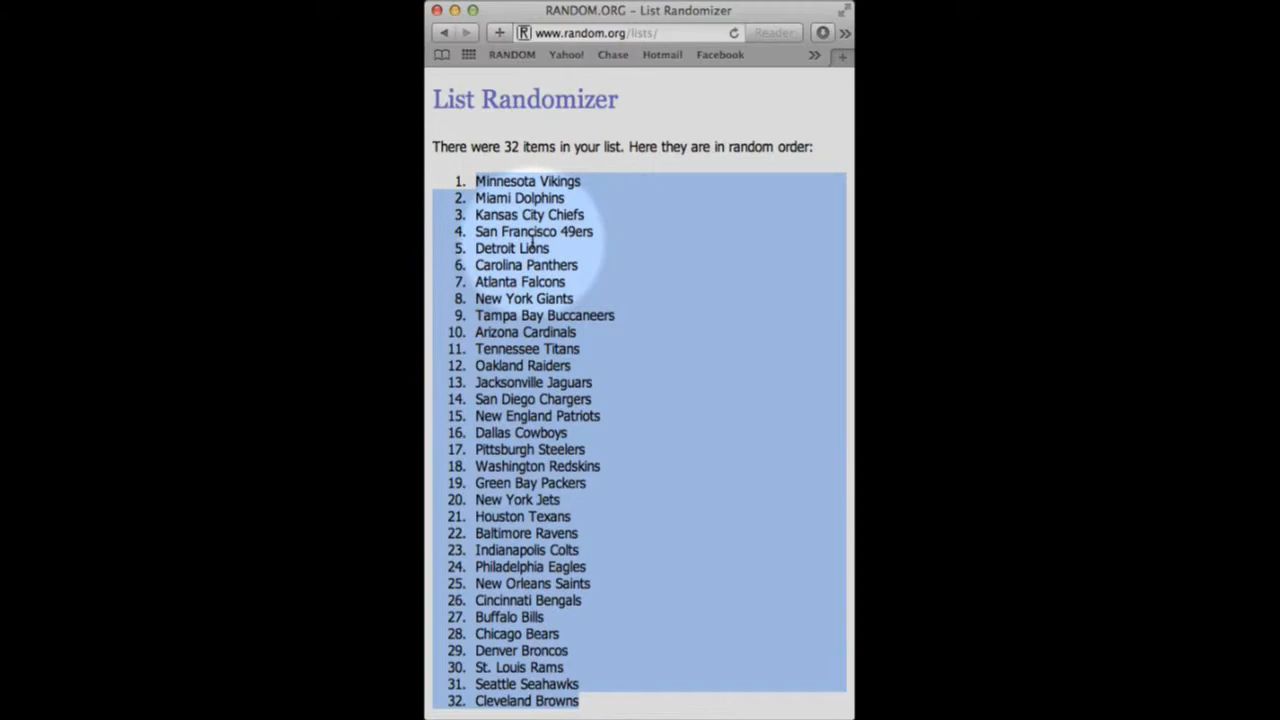 RANDOM.ORG – List Randomizer
www.random.org/lists/
Reader
RANDOM Yahoo! Chase Hotmail Facebook
List Randomizer
There were 32 items in your list. Here they are in random order:
1. Minnesota Vikings
2. Miami Dolphins
3. Kansas City Chiefs
4. San Francisco 49ers
5. Detroit Lions
6. Carolina Panthers
7. Atlanta Falcons
8. New York Giants
9. Tampa Bay Buccaneers
10. Arizona Cardinals
11. Tennessee Titans
12. Oakland Raiders
13. Jacksonville Jaguars
14. San Diego Chargers
15. New England Patriots
16. Dallas Cowboys
17. Pittsburgh Steelers
18. Washington Redskins
19. Green Bay Packers
20. New York Jets
21. Houston Texans
22. Baltimore Ravens
23. Indianapolis Colts
24. Philadelphia Eagles
25. New Orleans Saints
26. Cincinnati Bengals
27. Buffalo Bills
28. Chicago Bears
29. Denver Broncos
30. St. Louis Rams
31. Seattle Seahawks
32. Cleveland Browns